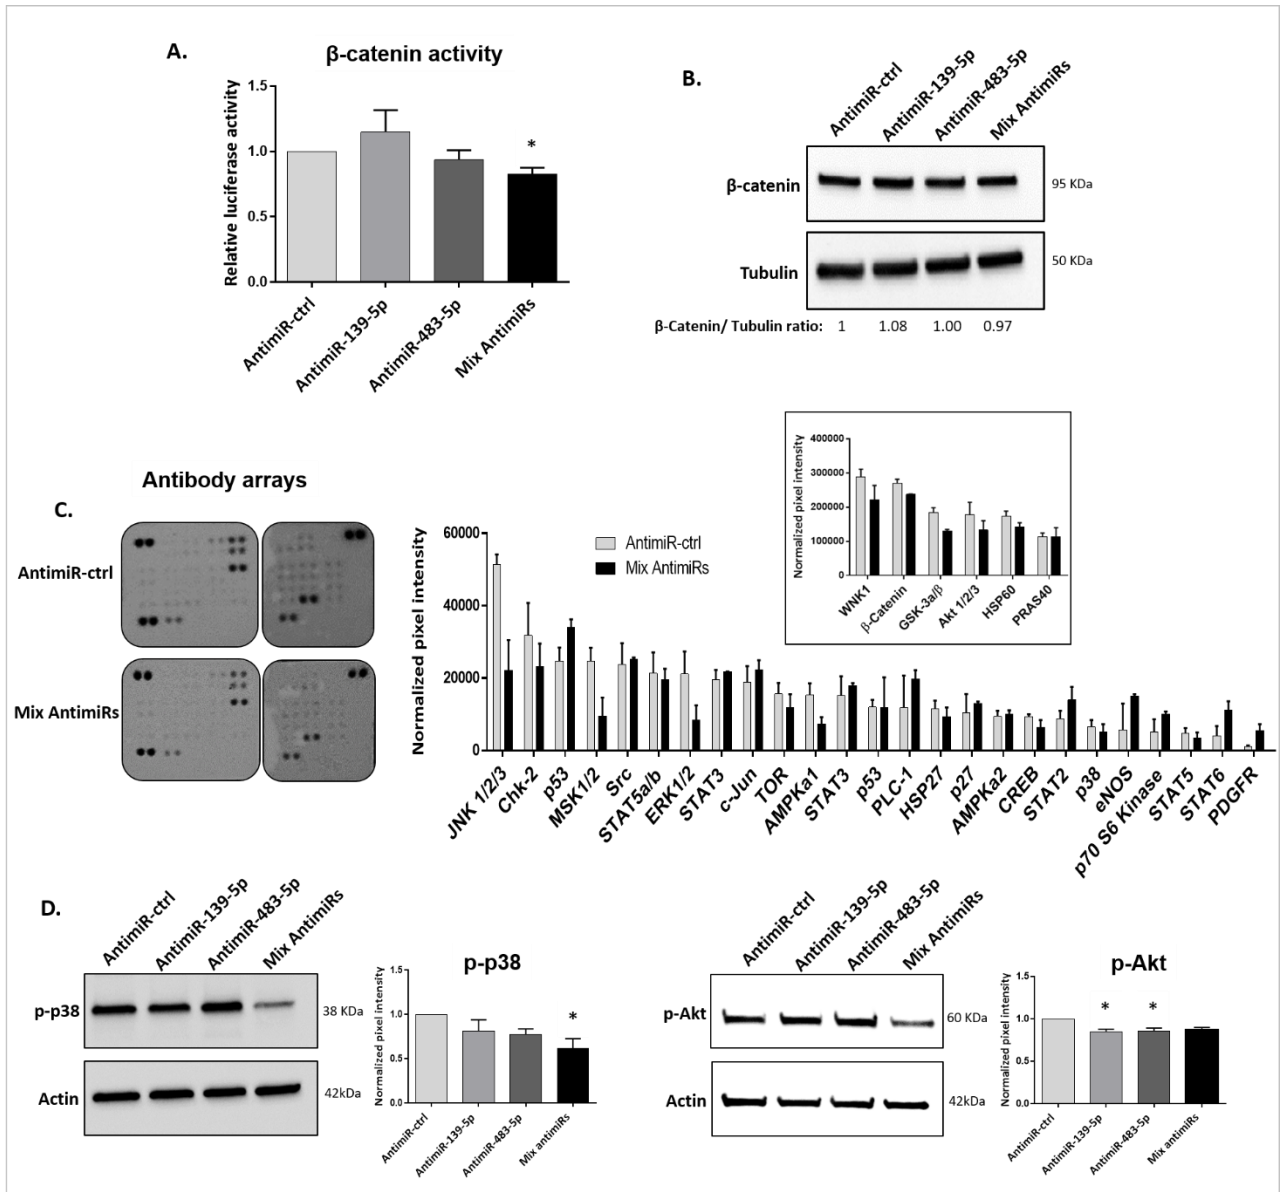 A.
β-catenin activity
Relative luciferase activity
1.5
1.0
0.5
0.0
*
AntimiR-ctrl
AntimiR-139-5p
AntimiR-483-5p
Mix AntimiRs
B.
AntimiR-ctrl
AntimiR-139-5p
AntimiR-483-5p
Mix AntimiRs
β-catenin
95 KDa
Tubulin
50 KDa
β-Catenin/ Tubulin ratio: 1 1.08 1.00 0.97
C.
Antibody arrays
AntimiR-ctrl
Mix AntimiRs
Normalized pixel intensity
60000
40000
20000
0
AntimiR-ctrl
Mix AntimiRs
JNK 1/2/3
Chk-2
p53
MSK1/2
Src
STAT5a/b
ERK1/2
STAT3
c-Jun
TOR
AMPKa1
STAT3
p53
PLC-1
HSP27
p27
AMPKa2
CREB
STAT2
p38
eNOS
p70 S6 Kinase
STAT5
STAT6
PDGFR
Normalized pixel intensity
400000
300000
200000
100000
0
WNK1
β-Catenin
GSK-3a/β
Akt 1/2/3
HSP60
PRAS40
D.
AntimiR-ctrl
AntimiR-139-5p
AntimiR-483-5p
Mix AntimiRs
p-p38
38 KDa
Actin
42kDa
p-p38
Normalized pixel intensity
1.5
1.0
0.5
0.0
*
AntimiR-ctrl
AntimiR-139-5p
AntimiR-483-5p
Mix antimiRs
AntimiR-ctrl
AntimiR-139-5p
AntimiR-483-5p
Mix AntimiRs
p-Akt
60 KDa
Actin
42kDa
p-Akt
Normalized pixel intensity
1.5
1.0
0.5
0.0
*
*
AntimiR-ctrl
AntimiR-139-5p
AntimiR-483-5p
Mix antimiRs